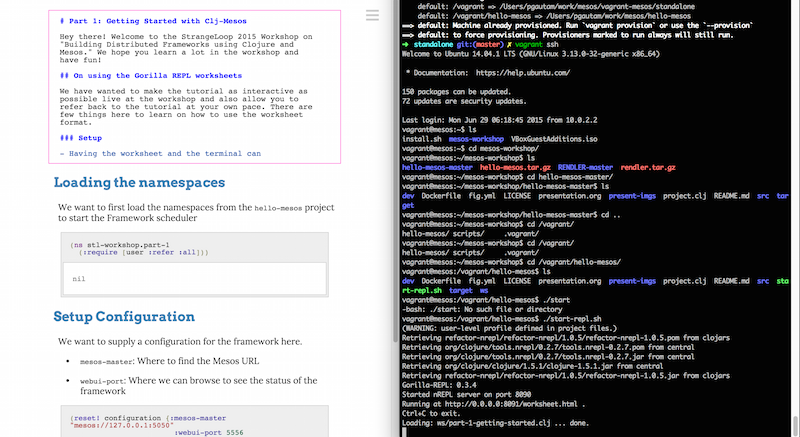 # Part 1: Getting Started with Clj-Mesos
Hey there! Welcome to the StrangeLoop 2015 Workshop on
"Building Distributed Frameworks using Clojure and
Mesos." We hope you learn a lot in the workshop and
have fun!
## On using the Gorilla REPL worksheets
We have wanted to make the tutorial as interactive as
possible live at the workshop and also allow you to
refer back to the tutorial at your own pace. There are
few things here to learn on how to use the worksheet
format.
### Setup
- Having the worksheet and the terminal can
Loading the namespaces
We want to first load the namespaces from the hello-mesos project
to start the Framework scheduler
(ns stl-workshop.part-1
(:require [user :refer :all]))
nil
Setup Configuration
We want to supply a configuration for the framework here.
• mesos-master: Where to find the Mesos URL
• webui-port: Where we can browse to see the status of the
framework
(reset! configuration {:mesos-master
"mesos://127.0.0.1:5050"
:webui-port 5556
default: /vagrant => /Users/pgautam/work/mesos/vagrant-mesos/standalone
default: /vagrant/hello-mesos => /Users/pgautam/work/mesos/hello-mesos
==> default: Machine already provisioned. Run `vagrant provision` or use the `--provision`
==> default: to force provisioning. Provisioners marked to run always will still run.
➜ standalone git:(master) ✗ vagrant ssh
Welcome to Ubuntu 14.04.1 LTS (GNU/Linux 3.13.0-32-generic x86_64)
* Documentation: https://help.ubuntu.com/
150 packages can be updated.
72 updates are security updates.
Last login: Mon Jun 29 06:18:45 2015 from 10.0.2.2
vagrant@mesos:~$ ls
install.sh mesos-workshop VBoxGuestAdditions.iso
vagrant@mesos:~$ cd mesos-workshop/
vagrant@mesos:~/mesos-workshop$ ls
hello-mesos-master hello-mesos.tar.gz RENDLER-master rendler.tar.gz
vagrant@mesos:~/mesos-workshop$ cd hello-mesos-master/
vagrant@mesos:~/mesos-workshop/hello-mesos-master$ ls
dev Dockerfile fig.yml LICENSE presentation.org present-imgs project.clj README.md src tar
get
vagrant@mesos:~/mesos-workshop/hello-mesos-master$ cd ..
vagrant@mesos:~/mesos-workshop$ cd /vagrant/
hello-mesos/ scripts/ .vagrant/
vagrant@mesos:~/mesos-workshop$ cd /vagrant/
hello-mesos/ scripts/ .vagrant/
vagrant@mesos:~/mesos-workshop$ cd /vagrant/hello-mesos/
vagrant@mesos:/vagrant/hello-mesos$ ls
dev Dockerfile fig.yml LICENSE presentation.org present-imgs project.clj README.md src sta
rt-repl.sh target ws
vagrant@mesos:/vagrant/hello-mesos$ ./start
-bash: ./start: No such file or directory
vagrant@mesos:/vagrant/hello-mesos$ ./start-repl.sh
(WARNING: user-level profile defined in project files.)
Retrieving refactor-nrepl/refactor-nrepl/1.0.5/refactor-nrepl-1.0.5.pom from clojars
Retrieving org/clojure/tools.nrepl/0.2.7/tools.nrepl-0.2.7.pom from central
Retrieving org/clojure/tools.nrepl/0.2.7/tools.nrepl-0.2.7.jar from central
Retrieving org/clojure/clojure/1.5.1/clojure-1.5.1.jar from central
Retrieving refactor-nrepl/refactor-nrepl/1.0.5/refactor-nrepl-1.0.5.jar from clojars
Gorilla-REPL: 0.3.4
Started nREPL server on port 8090
Running at http://0.0.0.0:8091/worksheet.html .
Ctrl+C to exit.
Loading: ws/part-1-getting-started.clj ... done.